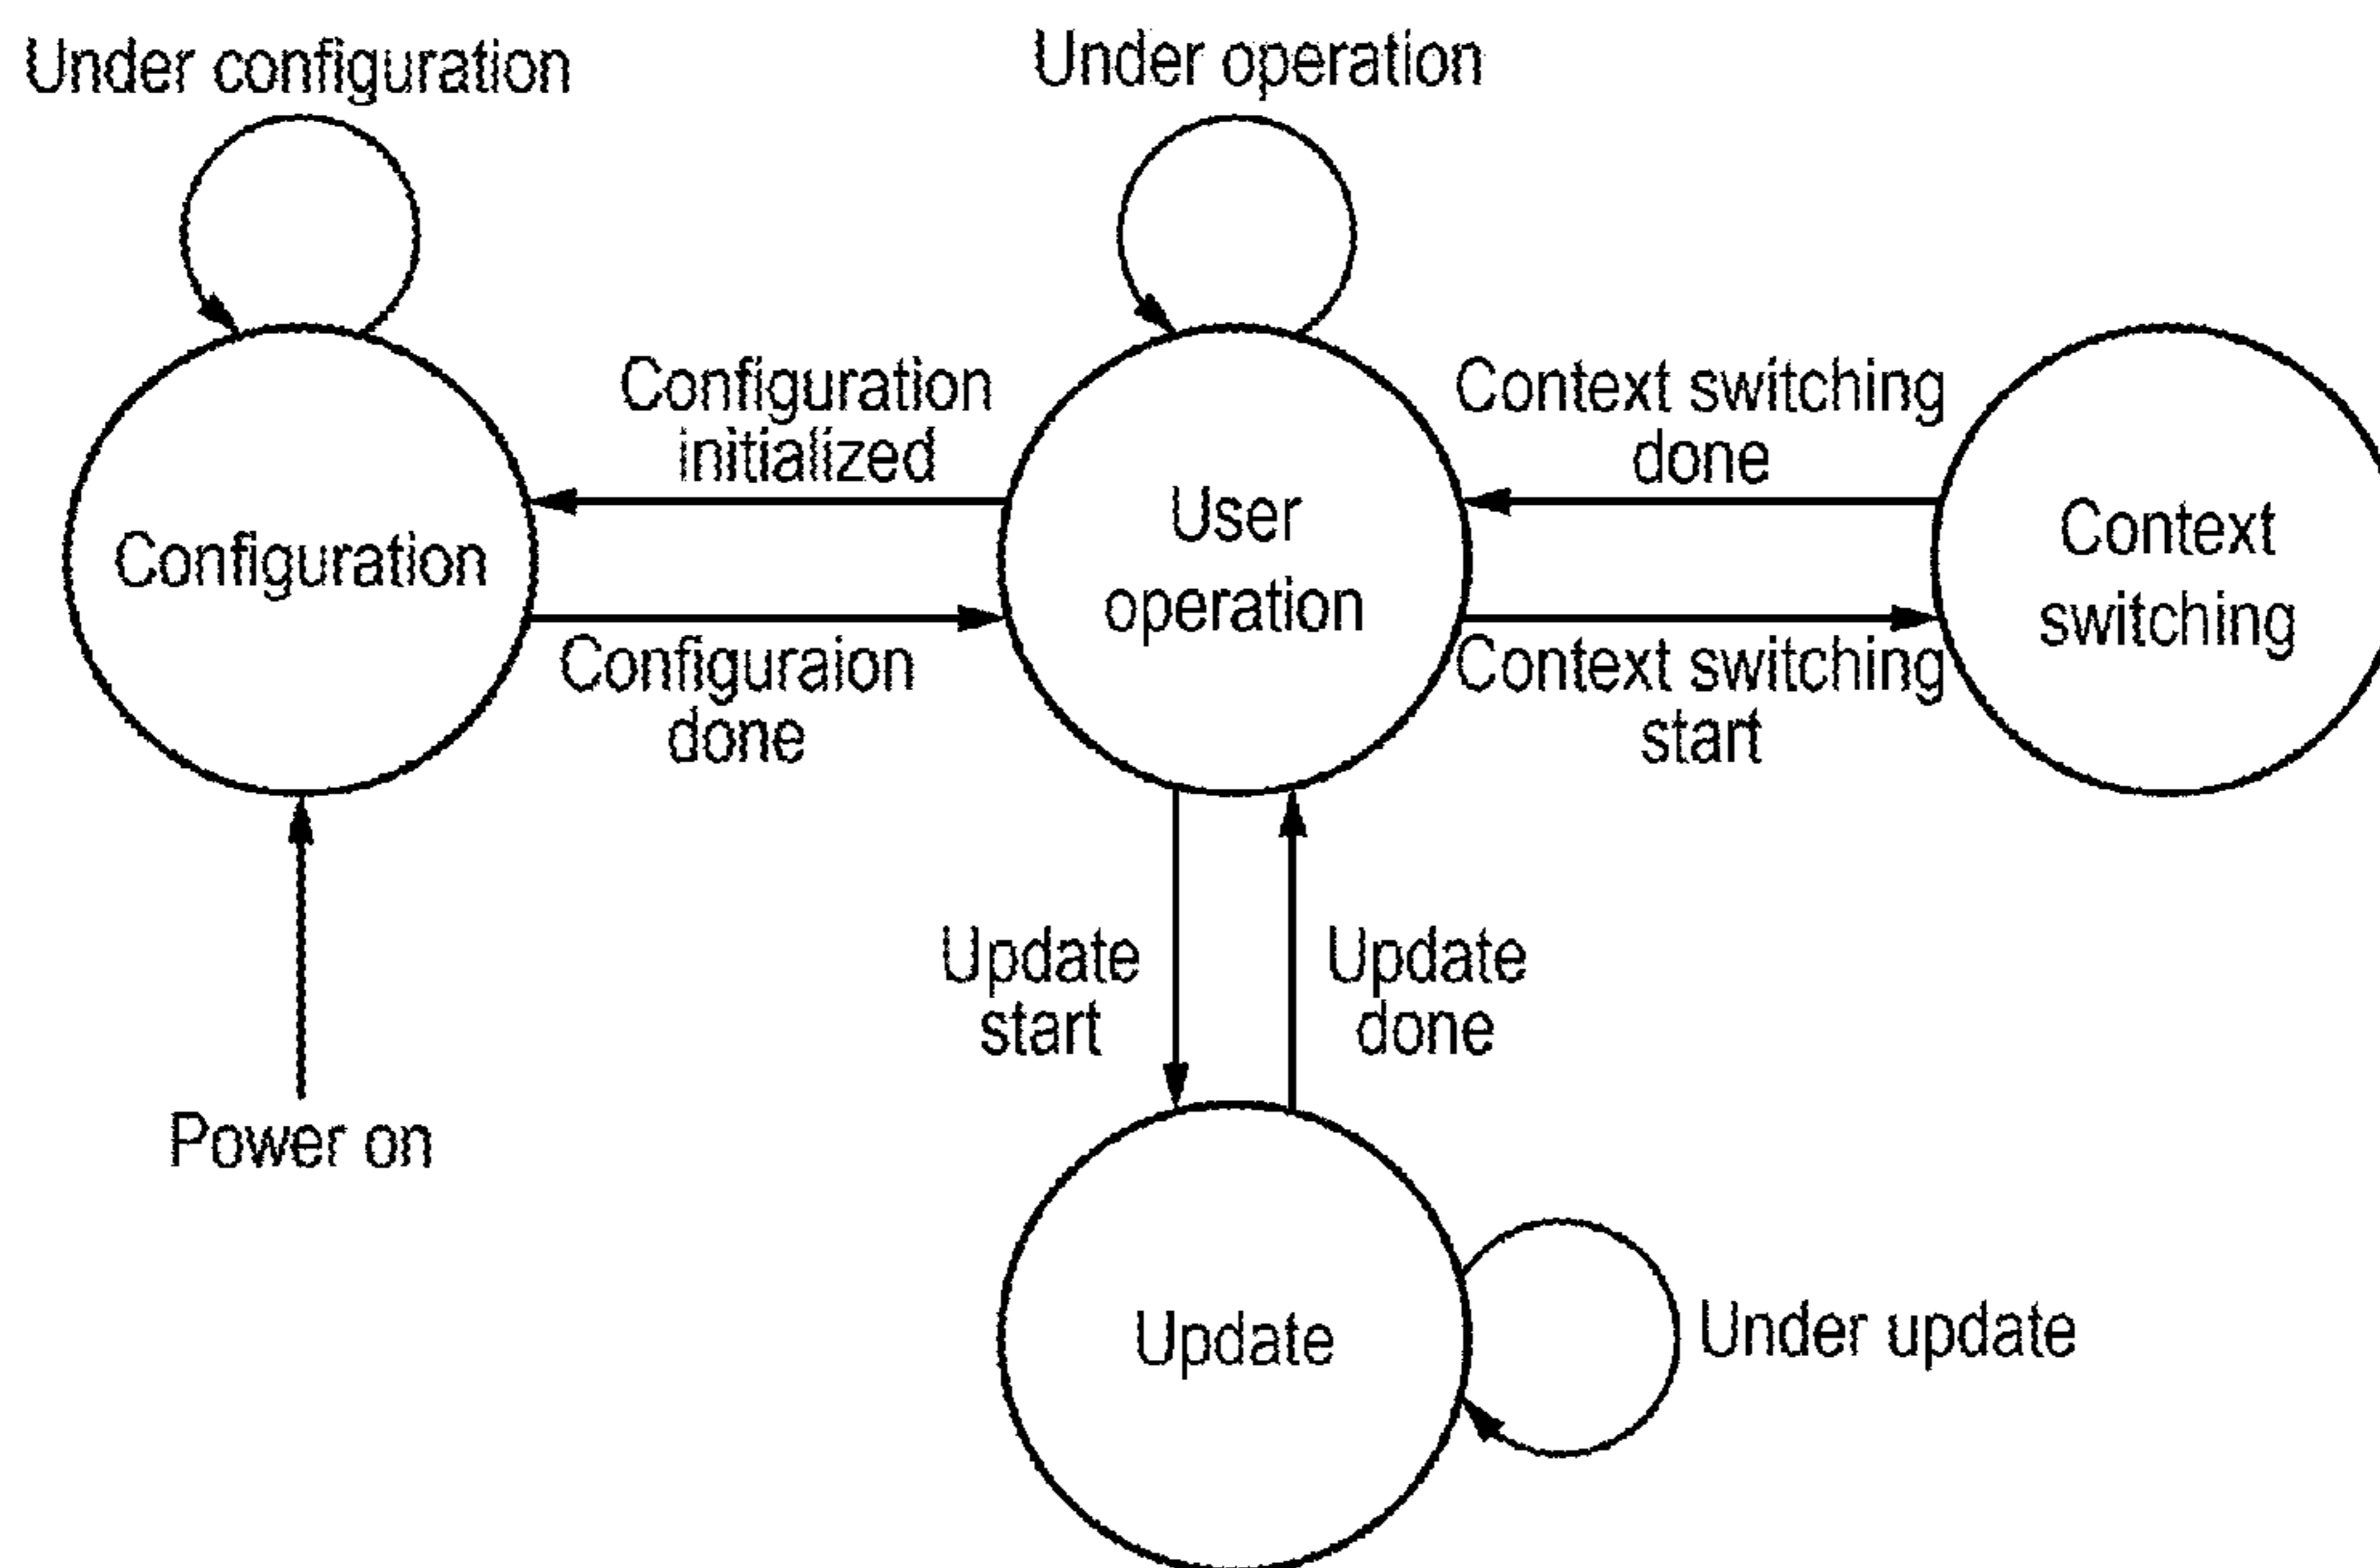 Under configuration
Under operation
Configuration
initialized
Context switching
done
User
operation
Context
switching
Configuration
Configuraion
done
Context switching
start
Update
start
Update
done
Power on
Update
Under update